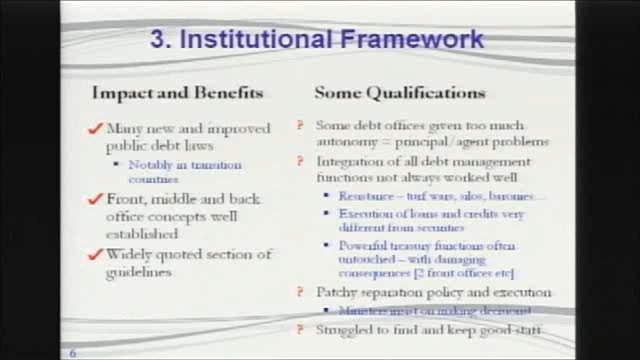 3. Institutional Framework
Impact and Benefits
Many new and improved
public debt laws
Notably in transition
countries
Front, middle and back
office concepts well
established
Widely quoted section of
guidelines
Some Qualifications
? Some debt offices given too much
autonomy = principal/agent problems
? Integration of all debt management
functions not always worked well
Resistance – turf wars, silos, baronies…
Execution of loans and credits very
different from securities
Powerful treasury functions often
untouched – with damaging
consequences [2 front offices etc]
? Patchy separation policy and execution
Ministers insist on making decisions!
? Struggled to find and keep good staff
6